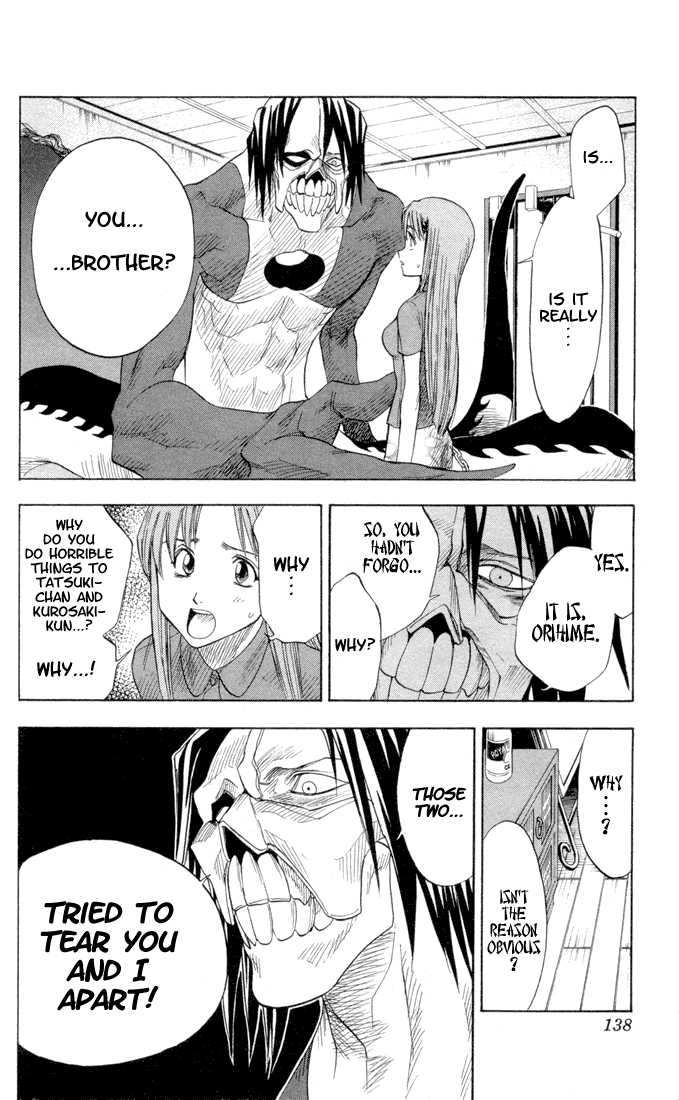 IS...
IS IT
REALLY
...
YOU...
...BROTHER?
YES.
IT IS,
ORIHIME.
SO, YOU
HADN'T
FORGO...
WHY?
WHY
...
WHY
DO YOU
DO HORRIBLE
THINGS TO
TATSUKI-
CHAN AND
KUROSAKI-
KUN...?
WHY...!
WHY
...
?
ROYAL
ISN'T
THE
REASON
OBVIOUS
?
THOSE
TWO...
TRIED TO
TEAR YOU
AND I
APART!
138